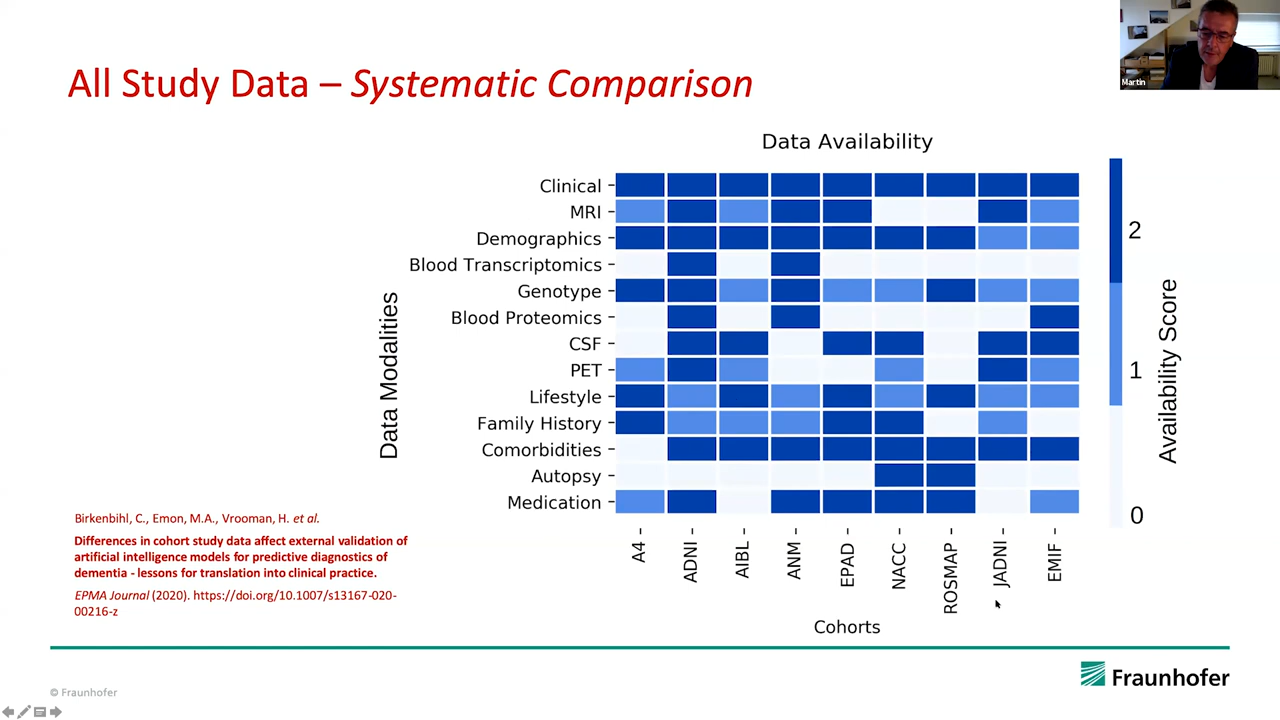 Martin
All Study Data – Systematic Comparison
Data Availability
Clinical
MRI
Demographics
Blood Transcriptomics
Genotype
Blood Proteomics
CSF
PET
Lifestyle
Family History
Comorbidities
Autopsy
Medication
Data Modalities
A4
ADNI
AIBL
ANM
EPAD
NACC
ROSMAP
JADNI
EMIF
Cohorts
2
1
0
Availability Score
Birkenbihl, C., Emon, M.A., Vrooman, H. et al.
Differences in cohort study data affect external validation of
artificial intelligence models for predictive diagnostics of
dementia - lessons for translation into clinical practice.
EPMA Journal (2020). https://doi.org/10.1007/s13167-020-
00216-z
© Fraunhofer
Fraunhofer